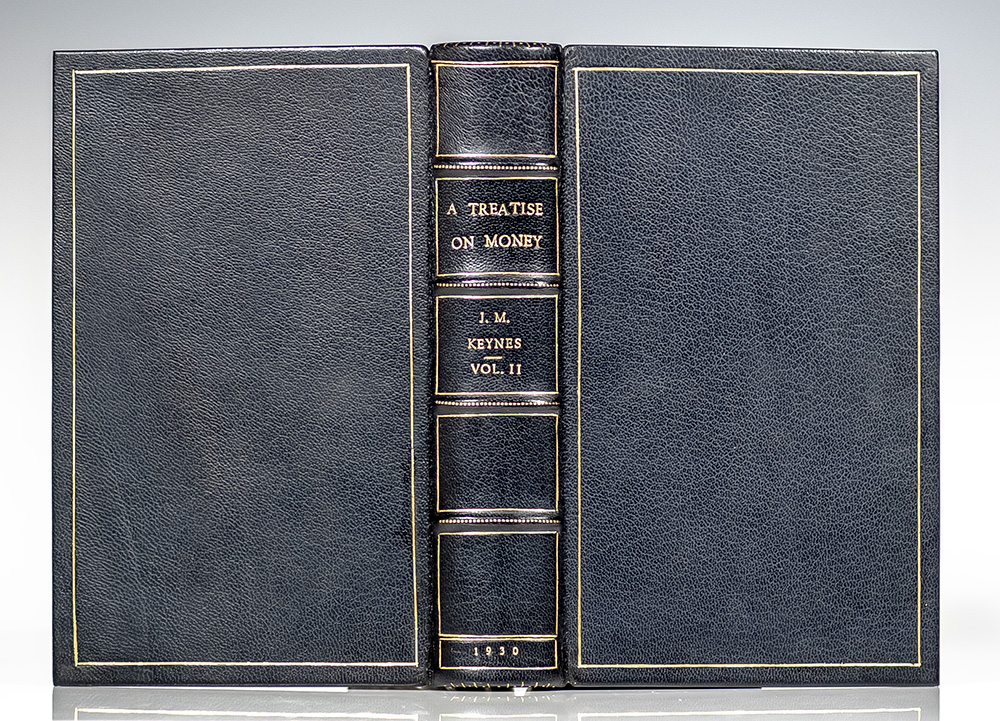 A TREATISE
ON MONEY
J. M.
KEYNES
VOL. II
1930